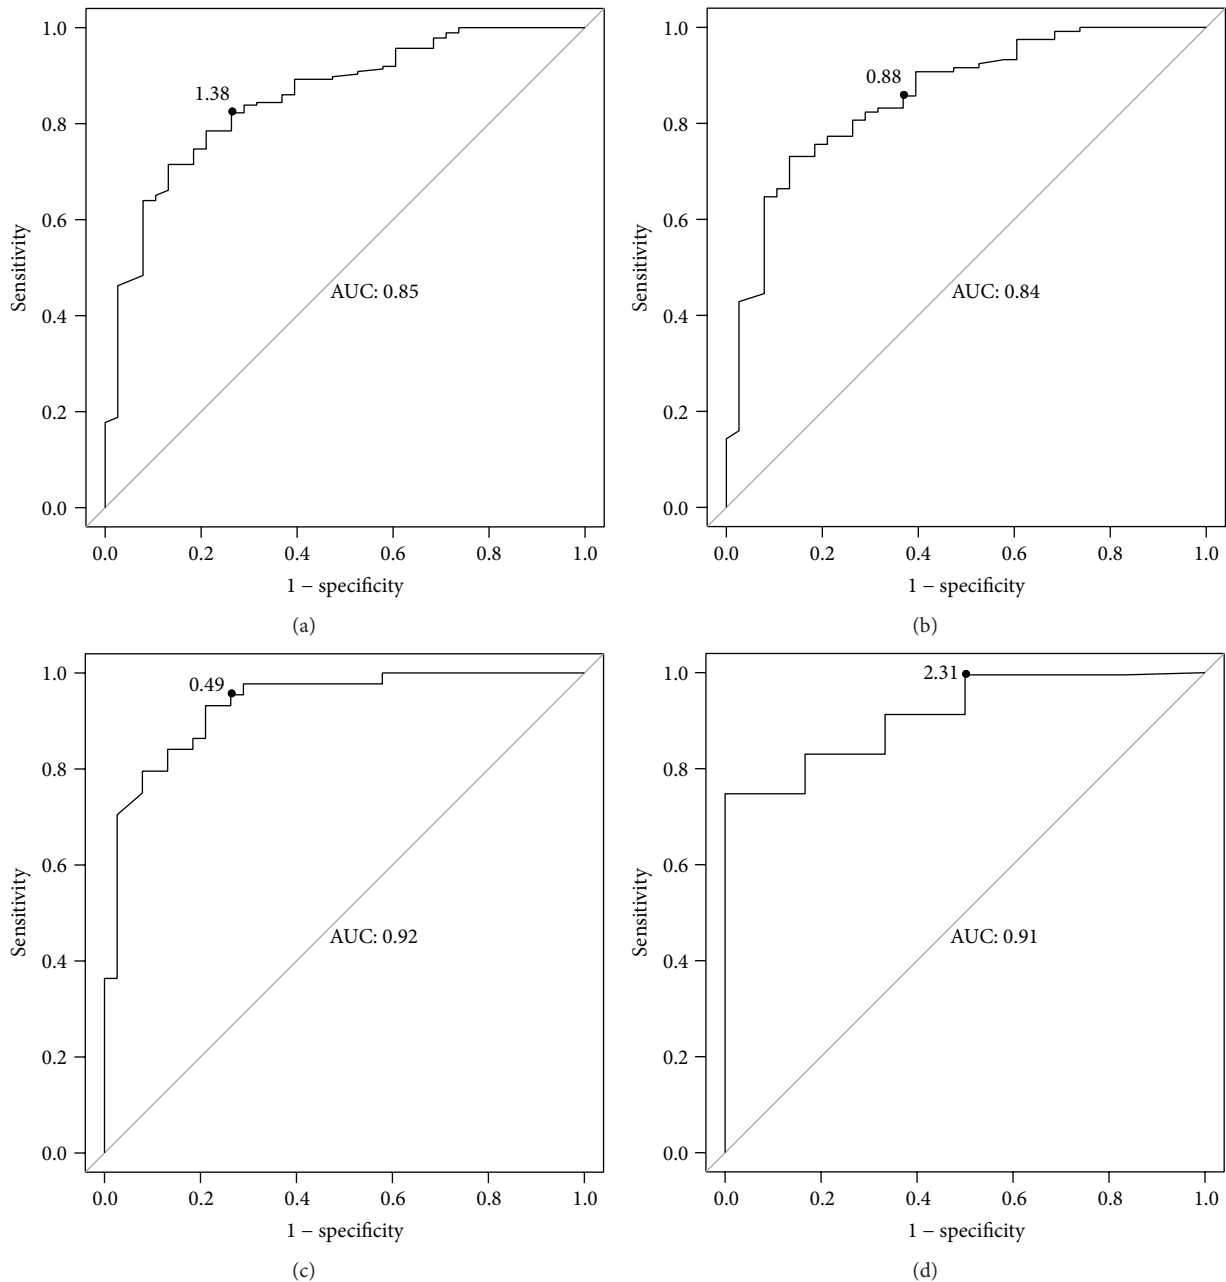 1.0
0.8
0.6
0.4
0.2
0.0
Sensitivity
1.38
AUC: 0.85
0.0 0.2 0.4 0.6 0.8 1.0
1 − specificity
(a)
1.0
0.8
0.6
0.4
0.2
0.0
Sensitivity
0.88
AUC: 0.84
0.0 0.2 0.4 0.6 0.8 1.0
1 − specificity
(b)
1.0
0.8
0.6
0.4
0.2
0.0
Sensitivity
0.49
AUC: 0.92
0.0 0.2 0.4 0.6 0.8 1.0
1 − specificity
(c)
1.0
0.8
0.6
0.4
0.2
0.0
Sensitivity
2.31
AUC: 0.91
0.0 0.2 0.4 0.6 0.8 1.0
1 − specificity
(d)